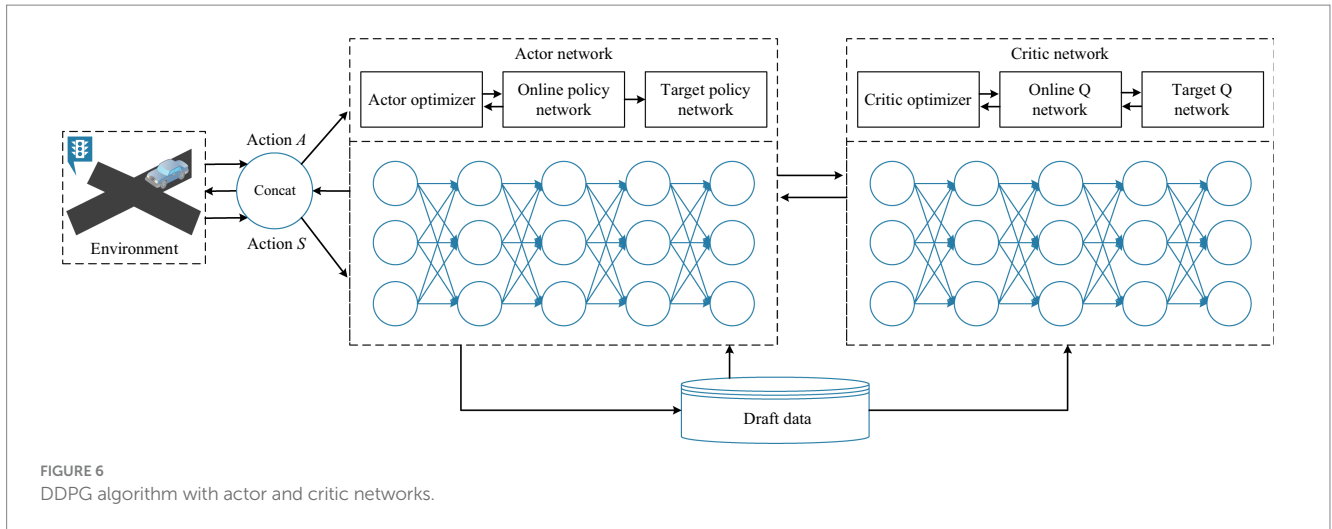 Actor network
Actor optimizer
Online policy
network
Target policy
network
Critic network
Critic optimizer
Online Q
network
Target Q
network
Environment
Action A
Concat
Action S
Draft data
FIGURE 6
DDPG algorithm with actor and critic networks.